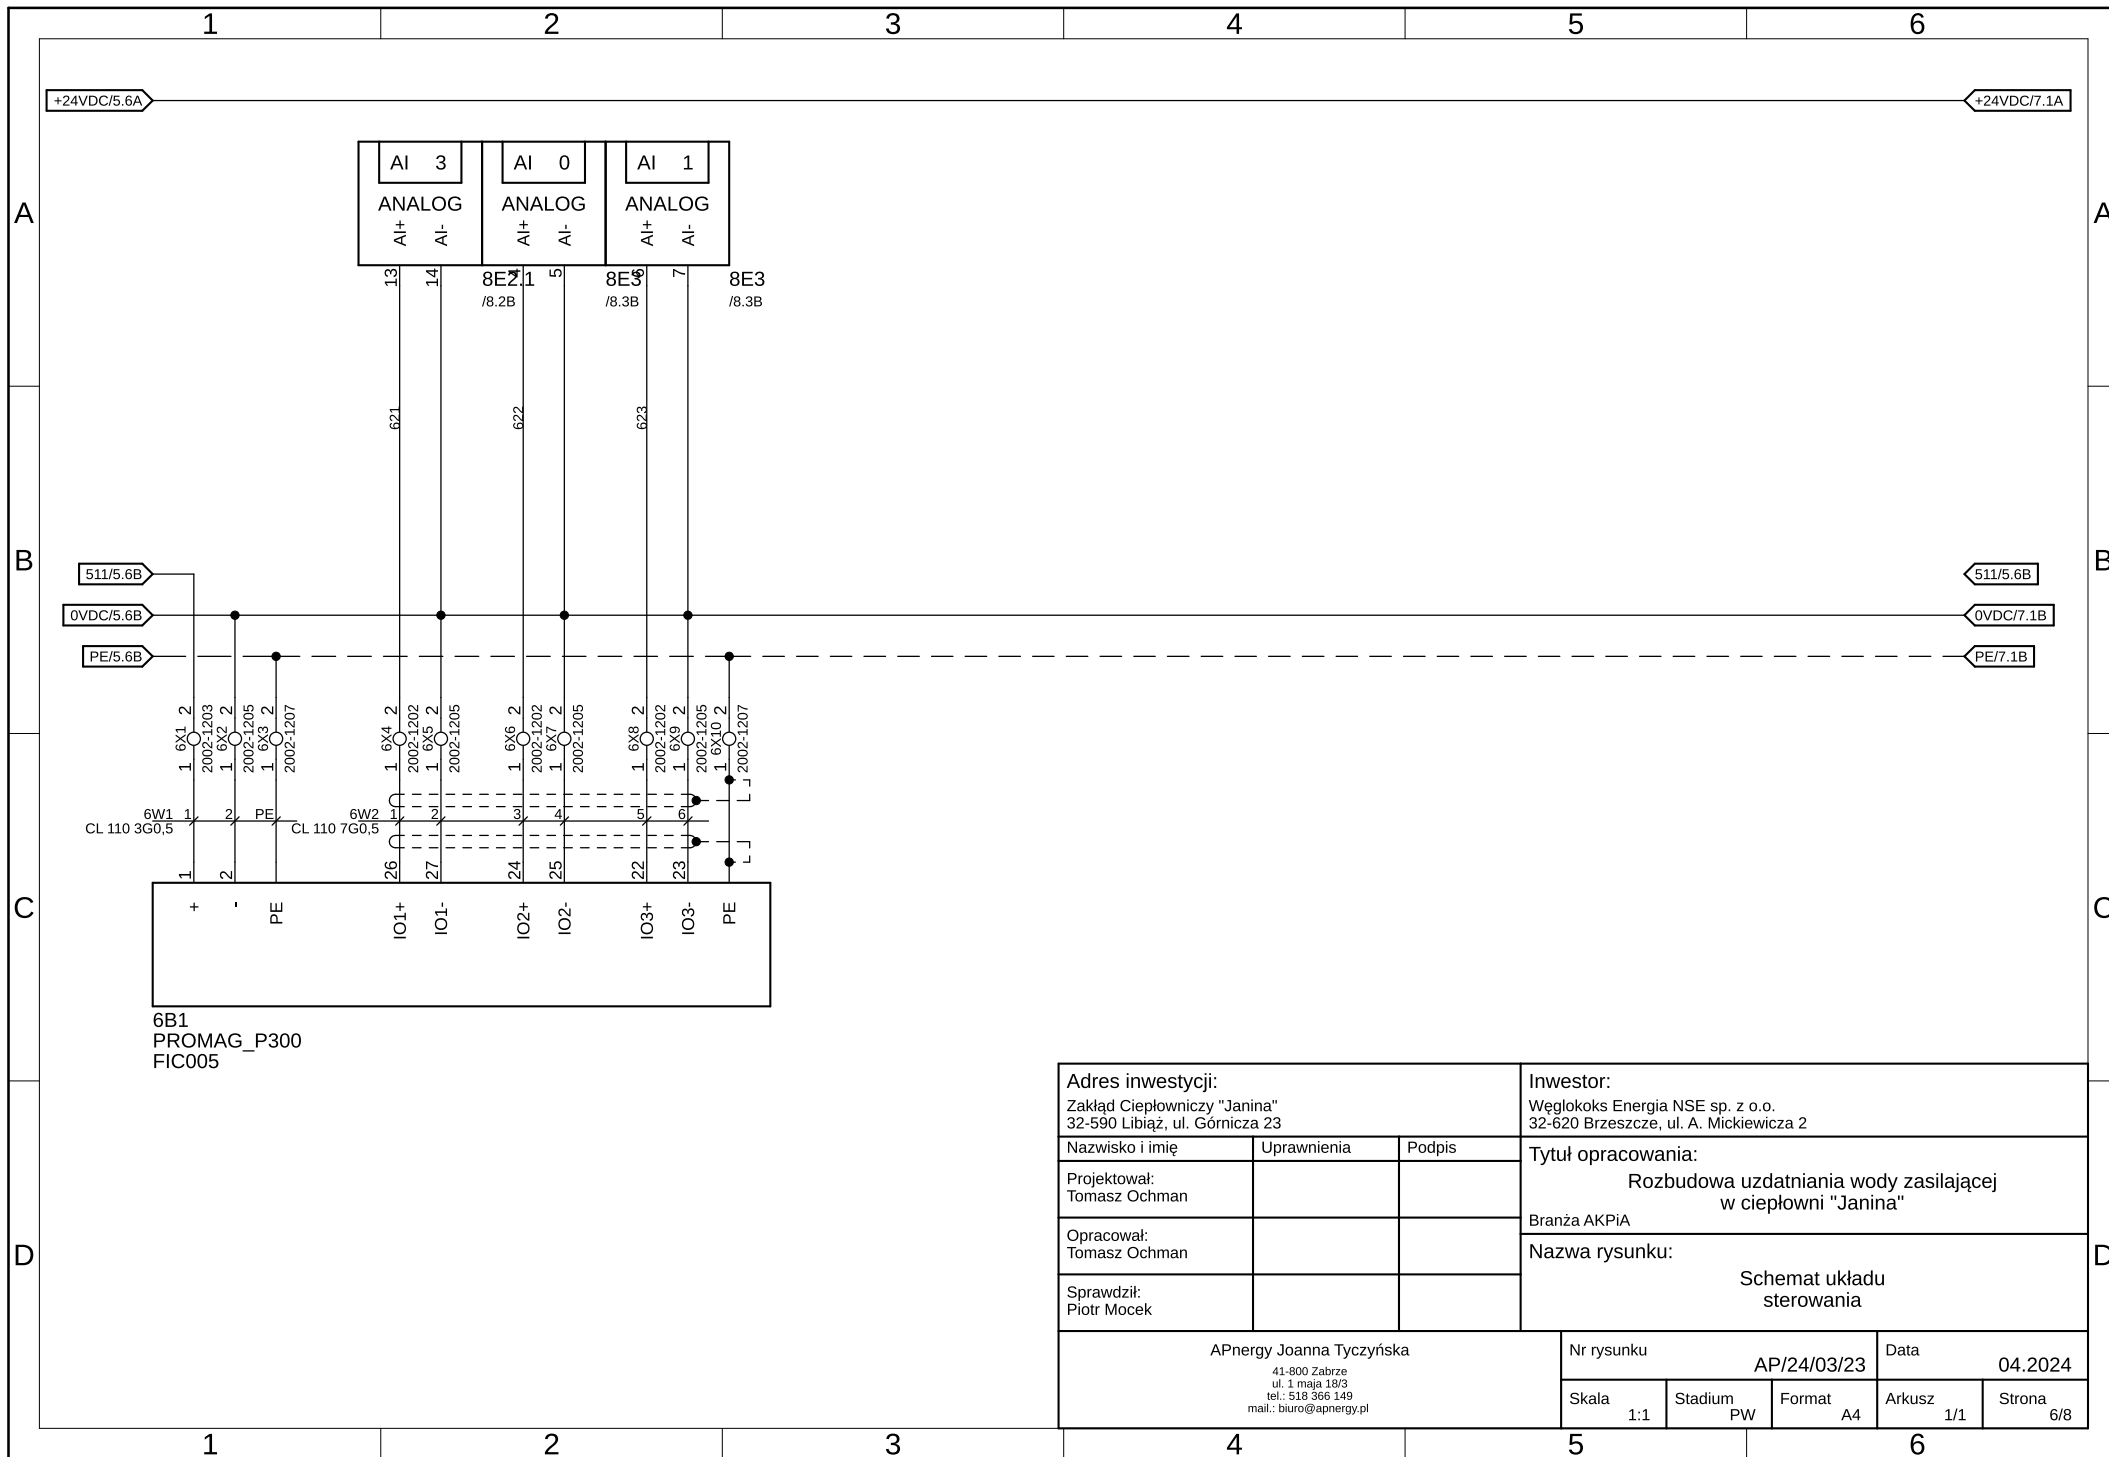 1 2 3 4 5 6
+24VDC/5.6A +24VDC/7.1A
AI 3 AI 0 AI 1
ANALOG ANALOG ANALOG
A A
AI+ AI- AI+ AI- AI+ AI-
13 14 4 5 6 7
8E2.1 8E3 8E3
/8.2B /8.3B /8.3B
621 622 623
B B
511/5.6B 511/5.6B
0VDC/5.6B 0VDC/7.1B
PE/5.6B PE/7.1B
2 2 2 2 2 2 2 2 2 2
6X1 6X2 6X3 6X4 6X5 6X6 6X7 6X8 6X9 6X10
2002-1203 2002-1205 2002-1207 2002-1202 2002-1205 2002-1202 2002-1205 2002-1202 2002-1205 2002-1207
1 1 1 1 1 1 1 1 1 1
6W1 1 2 PE 6W2 1 2 3 4 5 6
CL 110 3G0,5 CL 110 7G0,5
1 2 26 27 24 25 22 23
C C
+ - PE IO1+ IO1- IO2+ IO2- IO3+ IO3- PE
6B1
PROMAG_P300
FIC005
D D
Adres inwestycji:
Zakłąd Ciepłowniczy "Janina"
32-590 Libiąż, ul. Górnicza 23
Inwestor:
Węglokoks Energia NSE sp. z o.o.
32-620 Brzeszcze, ul. A. Mickiewicza 2
Nazwisko i imię Uprawnienia Podpis
Projektował:
Tomasz Ochman
Opracował:
Tomasz Ochman
Sprawdził:
Piotr Mocek
Tytuł opracowania:
Rozbudowa uzdatniania wody zasilającej
w ciepłowni "Janina"
Branża AKPiA
Nazwa rysunku:
Schemat układu
sterowania
APnergy Joanna Tyczyńska
41-800 Zabrze
ul. 1 maja 18/3
tel.: 518 366 149
mail.: biuro@apnergy.pl
Nr rysunku
AP/24/03/23
Data
04.2024
Skala
1:1
Stadium
PW
Format
A4
Arkusz
1/1
Strona
6/8
1 2 3 4 5 6